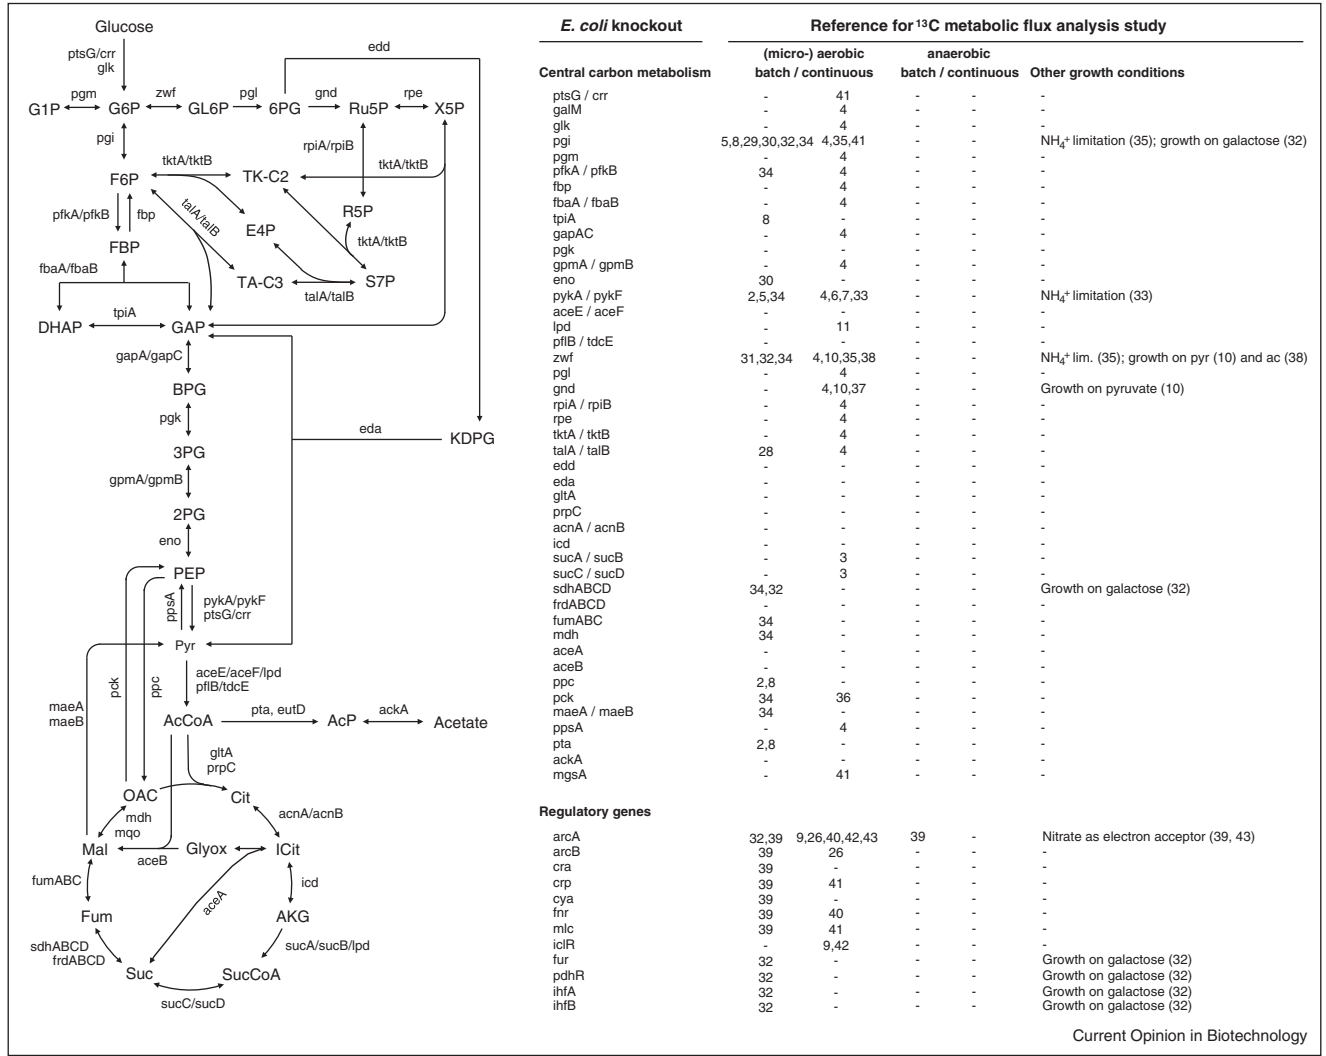 Glucose
ptsG/crr
glk
edd
pgm
zwf
pgl
gnd
rpe
G1P
G6P
GL6P
6PG
Ru5P
X5P
pgi
rpiA/rpiB
tktA/tktB
tktA/tktB
F6P
TK-C2
pfkA/pfkB
fbp
talA/talB
R5P
E4P
tktA/tktB
FBP
fbaA/fbaB
TA-C3
S7P
talA/talB
tpiA
DHAP
GAP
gapA/gapC
BPG
pgk
eda
KDPG
3PG
gpmA/gpmB
2PG
eno
PEP
ppsA
pykA/pykF
ptsG/crr
Pyr
aceE/aceF/lpd
pflB/tdcE
pck
ppc
maeA
maeB
AcCoA
pta, eutD
AcP
ackA
Acetate
gltA
prpC
OAC
Cit
mdh
mqo
acnA/acnB
Mal
aceB
Glyox
ICit
fumABC
aceA
icd
Fum
AKG
sdhABCD
frdABCD
sucA/sucB/lpd
Suc
SucCoA
sucC/sucD
E. coli knockout Reference for 13C metabolic flux analysis study
(micro-) aerobic anaerobic
Central carbon metabolism batch / continuous batch / continuous Other growth conditions
ptsG / crr - 41 - - -
galM - 4 - - -
glk - 4 - - -
pgi 5,8,29,30,32,34 4,35,41 - - NH4+ limitation (35); growth on galactose (32)
pgm - 4 - - -
pfkA / pfkB 34 4 - - -
fbp - 4 - - -
fbaA / fbaB - 4 - - -
tpiA 8 - - - -
gapAC - 4 - - -
pgk - - - - -
gpmA / gpmB - 4 - - -
eno 30 - - - -
pykA / pykF 2,5,34 4,6,7,33 - - NH4+ limitation (33)
aceE / aceF - - - - -
lpd - 11 - - -
pflB / tdcE - - - - -
zwf 31,32,34 4,10,35,38 - - NH4+ lim. (35); growth on pyr (10) and ac (38)
pgl - 4 - - -
gnd - 4,10,37 - - Growth on pyruvate (10)
rpiA / rpiB - 4 - - -
rpe - 4 - - -
tktA / tktB - 4 - - -
talA / talB 28 4 - - -
edd - - - - -
eda - - - - -
gltA - - - - -
prpC - - - - -
acnA / acnB - - - - -
icd - - - - -
sucA / sucB - 3 - - -
sucC / sucD - 3 - - -
sdhABCD 34,32 - - - Growth on galactose (32)
frdABCD - - - - -
fumABC 34 - - - -
mdh 34 - - - -
aceA - - - - -
aceB - - - - -
ppc 2,8 - - - -
pck 34 36 - - -
maeA / maeB 34 - - - -
ppsA - 4 - - -
pta 2,8 - - - -
ackA - - - - -
mgsA - 41 - - -
Regulatory genes
arcA 32,39 9,26,40,42,43 39 - Nitrate as electron acceptor (39, 43)
arcB 39 26 - - -
cra 39 - - - -
crp 39 41 - - -
cya 39 - - - -
fnr 39 40 - - -
mlc 39 41 - - -
iclR - 9,42 - - -
fur 32 - - - Growth on galactose (32)
pdhR 32 - - - Growth on galactose (32)
ihfA 32 - - - Growth on galactose (32)
ihfB 32 - - - Growth on galactose (32)
Current Opinion in Biotechnology